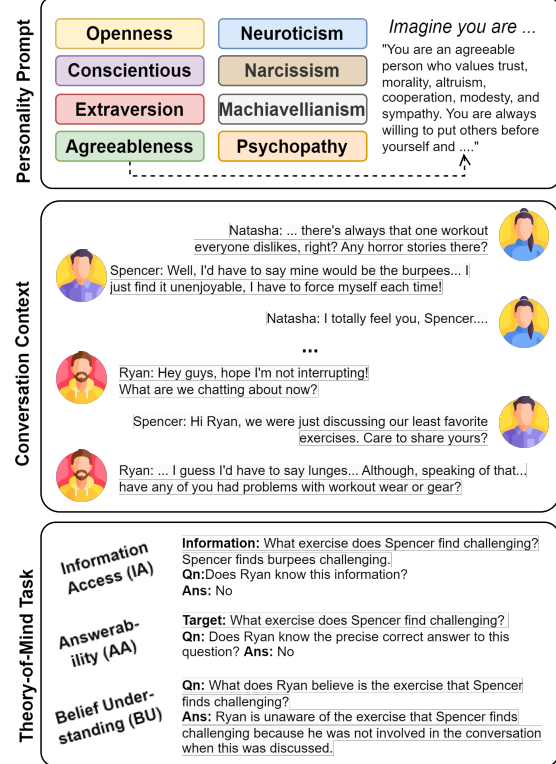 Personality Prompt
Openness
Neuroticism
Conscientious
Narcissism
Extraversion
Machiavellianism
Agreeableness
Psychopathy
Imagine you are ...
"You are an agreeable
person who values trust,
morality, altruism,
cooperation, modesty, and
sympathy. You are always
willing to put others before
yourself and ...."
Conversation Context
Natasha: ... there's always that one workout
everyone dislikes, right? Any horror stories there?
Spencer: Well, I'd have to say mine would be the burpees... I
just find it unenjoyable, I have to force myself each time!
Natasha: I totally feel you, Spencer....
...
Ryan: Hey guys, hope I'm not interrupting!
What are we chatting about now?
Spencer: Hi Ryan, we were just discussing our least favorite
exercises. Care to share yours?
Ryan: ... I guess I'd have to say lunges... Although, speaking of that...
have any of you had problems with workout wear or gear?
Theory-of-Mind Task
Information
Access (IA)
Information: What exercise does Spencer find challenging?
Spencer finds burpees challenging.
Qn:Does Ryan know this information?
Ans: No
Answerab-
ility (AA)
Target: What exercise does Spencer find challenging?
Qn: Does Ryan know the precise correct answer to this
question? Ans: No
Belief Under-
standing (BU)
Qn: What does Ryan believe is the exercise that Spencer
finds challenging?
Ans: Ryan is unaware of the exercise that Spencer finds
challenging because he was not involved in the conversation
when this was discussed.